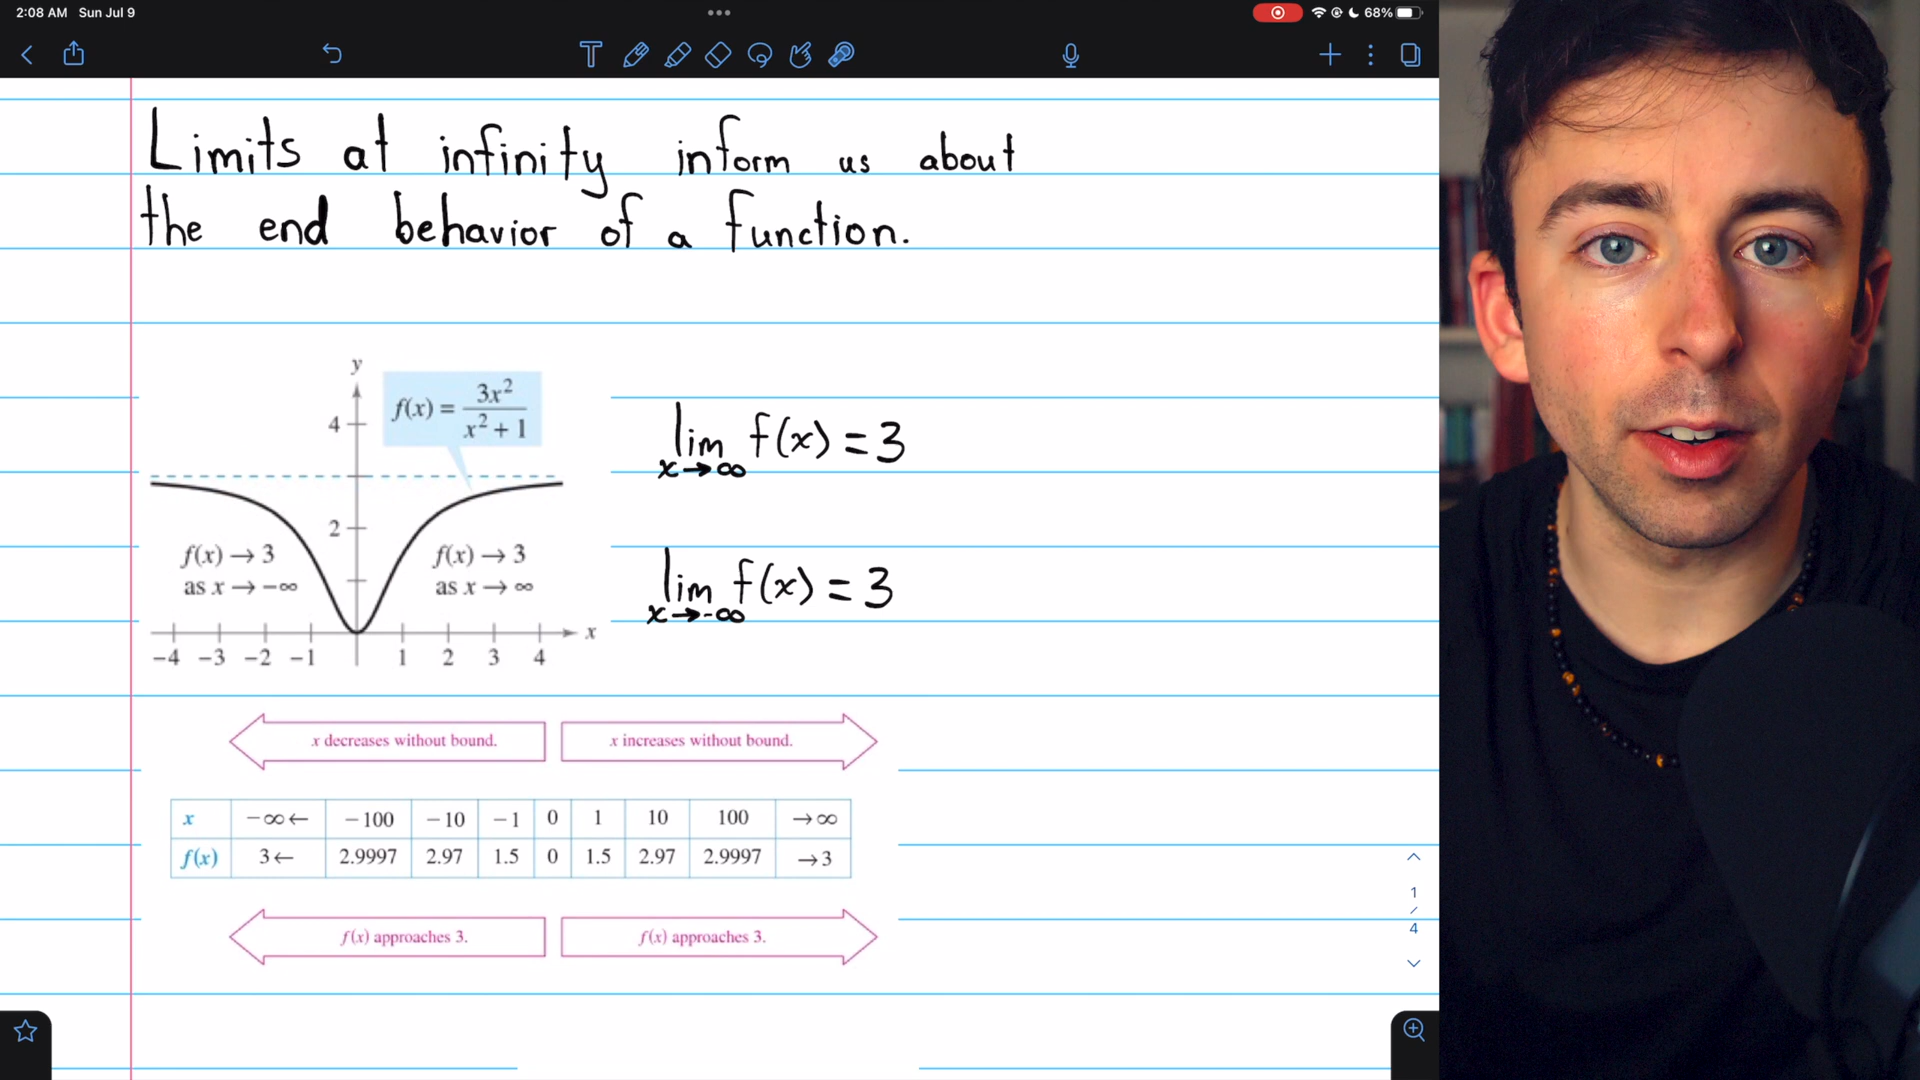 2:08 AM Sun Jul 9
68%
Limits at infinity inform us about
the end behavior of a function.
y
f(x) = 3x² / x² + 1
4
2
f(x) → 3
as x → −∞
f(x) → 3
as x → ∞
x
−4 −3 −2 −1 1 2 3 4
lim f(x) = 3
x→∞
lim f(x) = 3
x→-∞
x decreases without bound.
x increases without bound.
x −∞← −100 −10 −1 0 1 10 100 →∞
f(x) 3← 2.9997 2.97 1.5 0 1.5 2.97 2.9997 →3
f(x) approaches 3.
f(x) approaches 3.
1
/
4